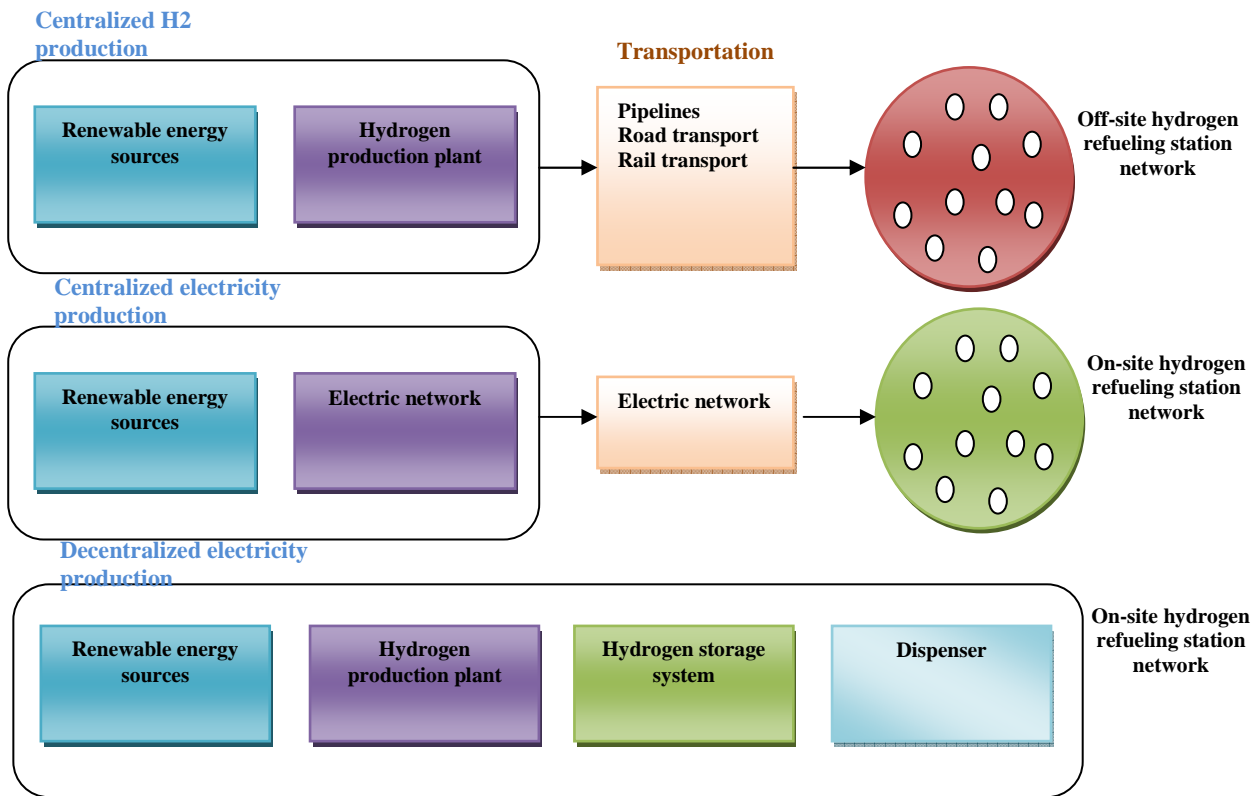 Centralized H2
production
Transportation
Renewable energy
sources
Hydrogen
production plant
Pipelines
Road transport
Rail transport
Off-site hydrogen
refueling station
network
Centralized electricity
production
Renewable energy
sources
Electric network
Electric network
On-site hydrogen
refueling station
network
Decentralized electricity
production
Renewable energy
sources
Hydrogen
production plant
Hydrogen storage
system
Dispenser
On-site hydrogen
refueling station
network